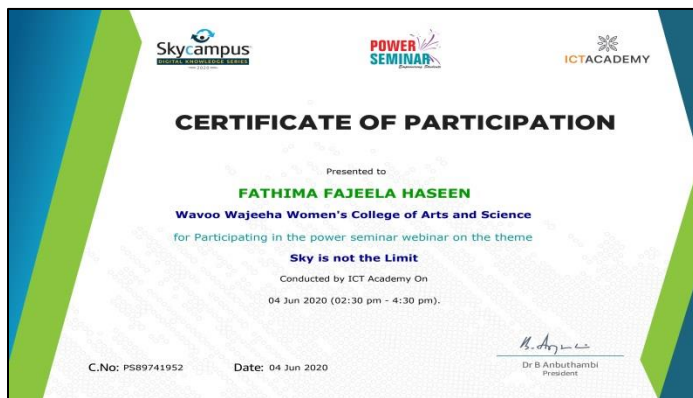 Skycampus
DIGITAL KNOWLEDGE SERIES
2020
POWER
SEMINAR
Empowering Students
ICTACADEMY
CERTIFICATE OF PARTICIPATION
Presented to
FATHIMA FAJEELA HASEEN
Wavoo Wajeeha Women's College of Arts and Science
for Participating in the power seminar webinar on the theme
Sky is not the Limit
Conducted by ICT Academy On
04 Jun 2020 (02:30 pm - 4:30 pm).
C.No: PS89741952
Date: 04 Jun 2020
Dr B Anbuthambi
President